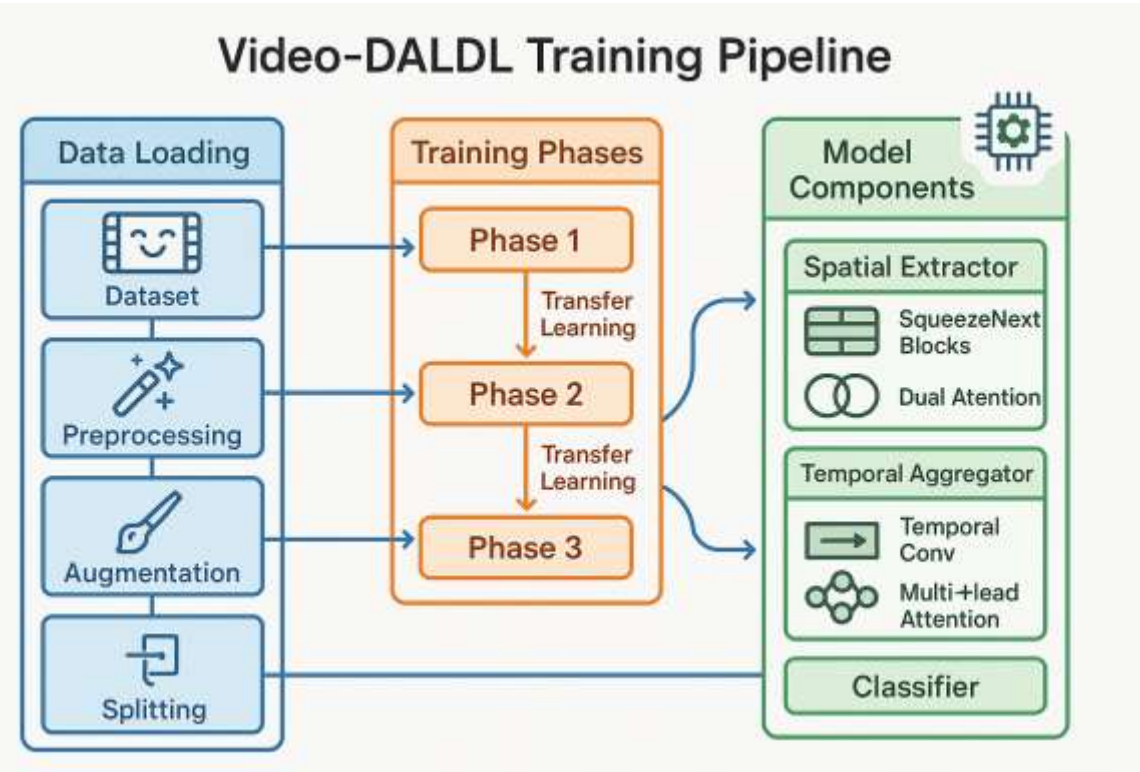 Video-DALDL Training Pipeline
Data Loading
Dataset
Preprocessing
Augmentation
Splitting
Training Phases
Phase 1
Transfer
Learning
Phase 2
Transfer
Learning
Phase 3
Model
Components
Spatial Extractor
SqueezeNext
Blocks
Dual Atention
Temporal Aggregator
Temporal
Conv
Multi-+lead
Attention
Classifier